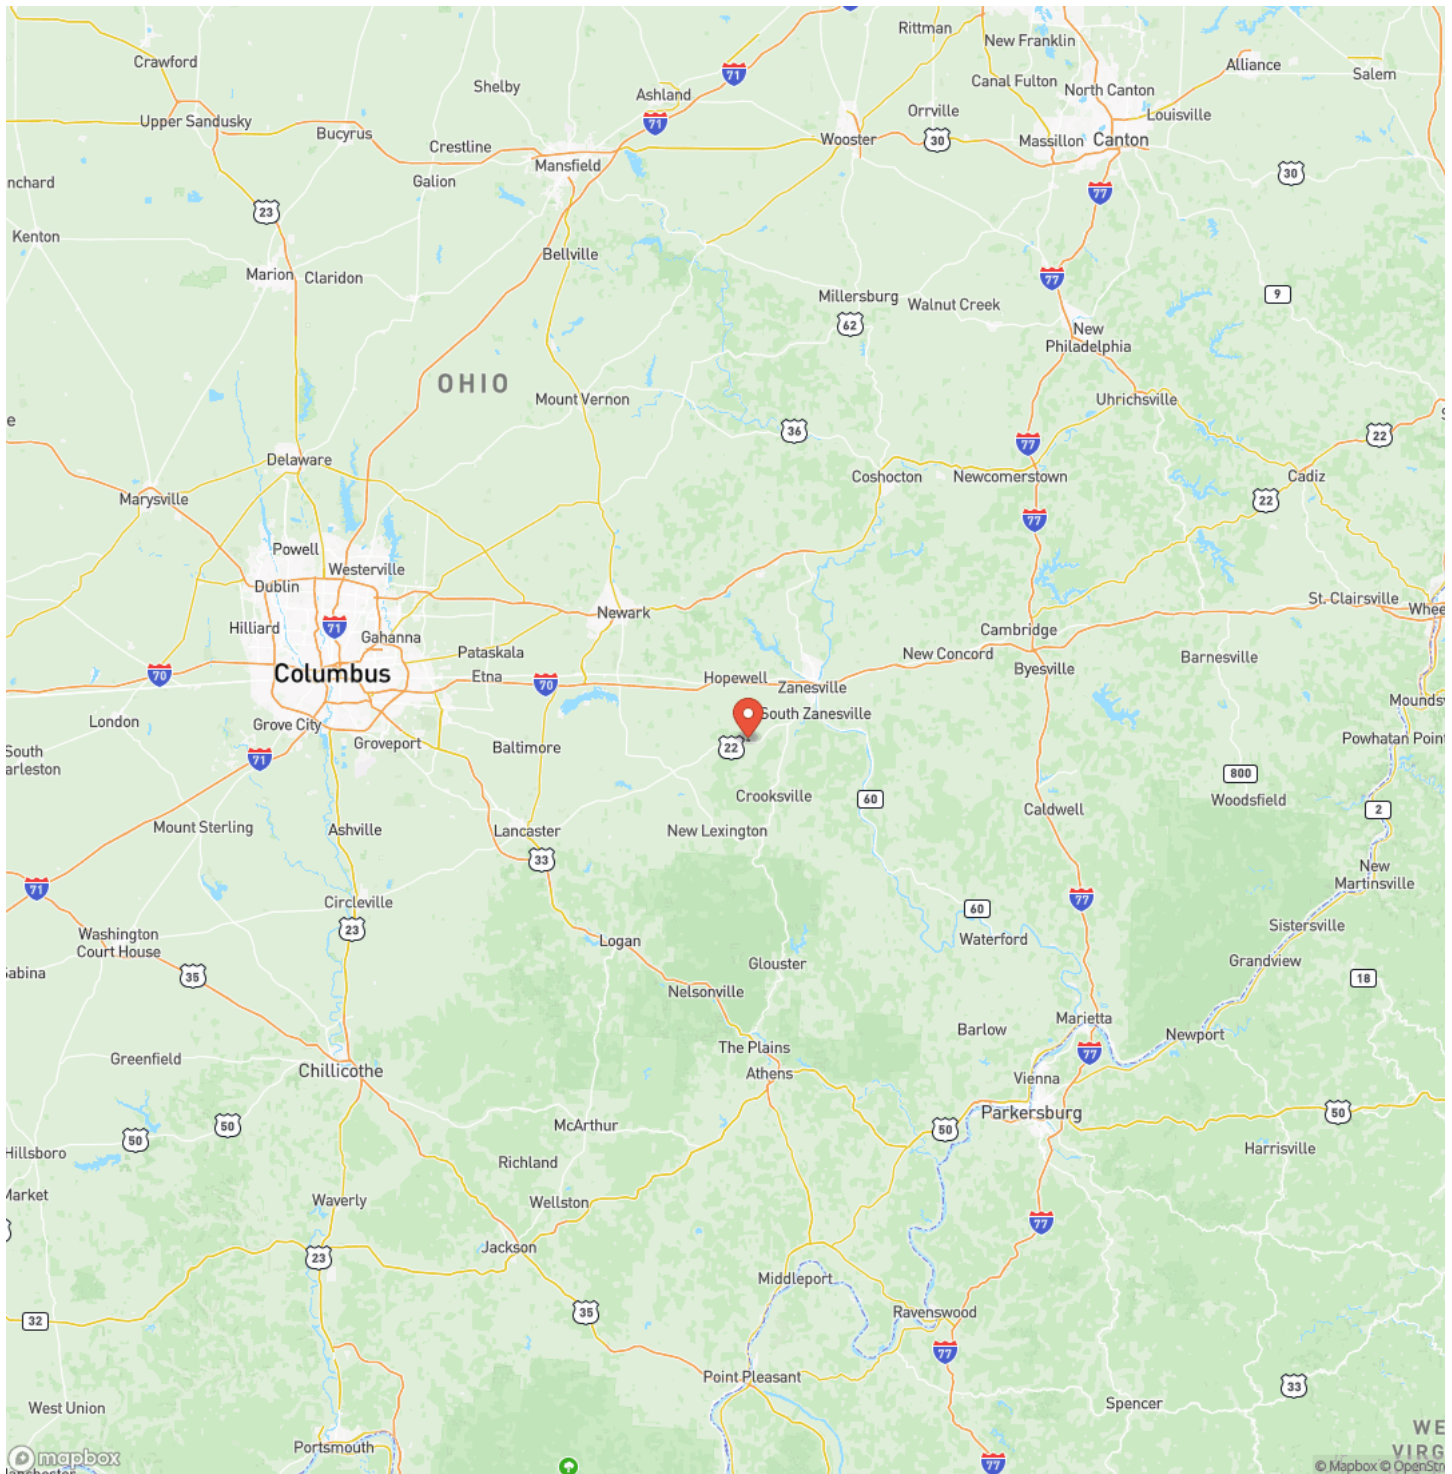 Rittman
New Franklin
71
Crawford
Shelby
Ashland
71
Canal Fulton
North Canton
Alliance
Salem
Upper Sandusky
Bucyrus
71
Orrville
Louisville
Crestline
Wooster
30
Massillon
Canton
Mansfield
Galion
30
77
23
Kenton
Bellville
Marion
Claridon
77
Millersburg
Walnut Creek
9
62
New
Philadelphia
OHIO
Mount Vernon
Uhrichsville
36
77
22
Delaware
Coshocton
Newcomerstown
Cadiz
Marysville
22
77
Powell
Westerville
Dublin
Newark
St. Clairsville
Hilliard
71
Gahanna
Cambridge
Pataskala
New Concord
Barnesville
Columbus
70
Etna
70
Hopewell
Zanesville
Byesville
South Zanesville
London
Grove City
Groveport
Baltimore
22
Powhatan Point
South
71
800
Crooksville
60
Woodsfield
Caldwell
2
Mount Sterling
Ashville
Lancaster
New Lexington
33
New
Martinsville
71
Circleville
77
60
23
Washington
Court House
Logan
Waterford
Sistersville
35
Glouster
Grandview
18
Nelsonville
Marietta
Barlow
Newport
The Plains
77
Greenfield
Chillicothe
Athens
Vienna
Parkersburg
50
50
McArthur
50
50
Hillsboro
Richland
Harrisville
Waverly
Wellston
77
Jackson
23
Middleport
32
35
Ravenswood
77
Point Pleasant
33
West Union
Spencer
Portsmouth
mapbox
77
© Mapbox © OpenStr